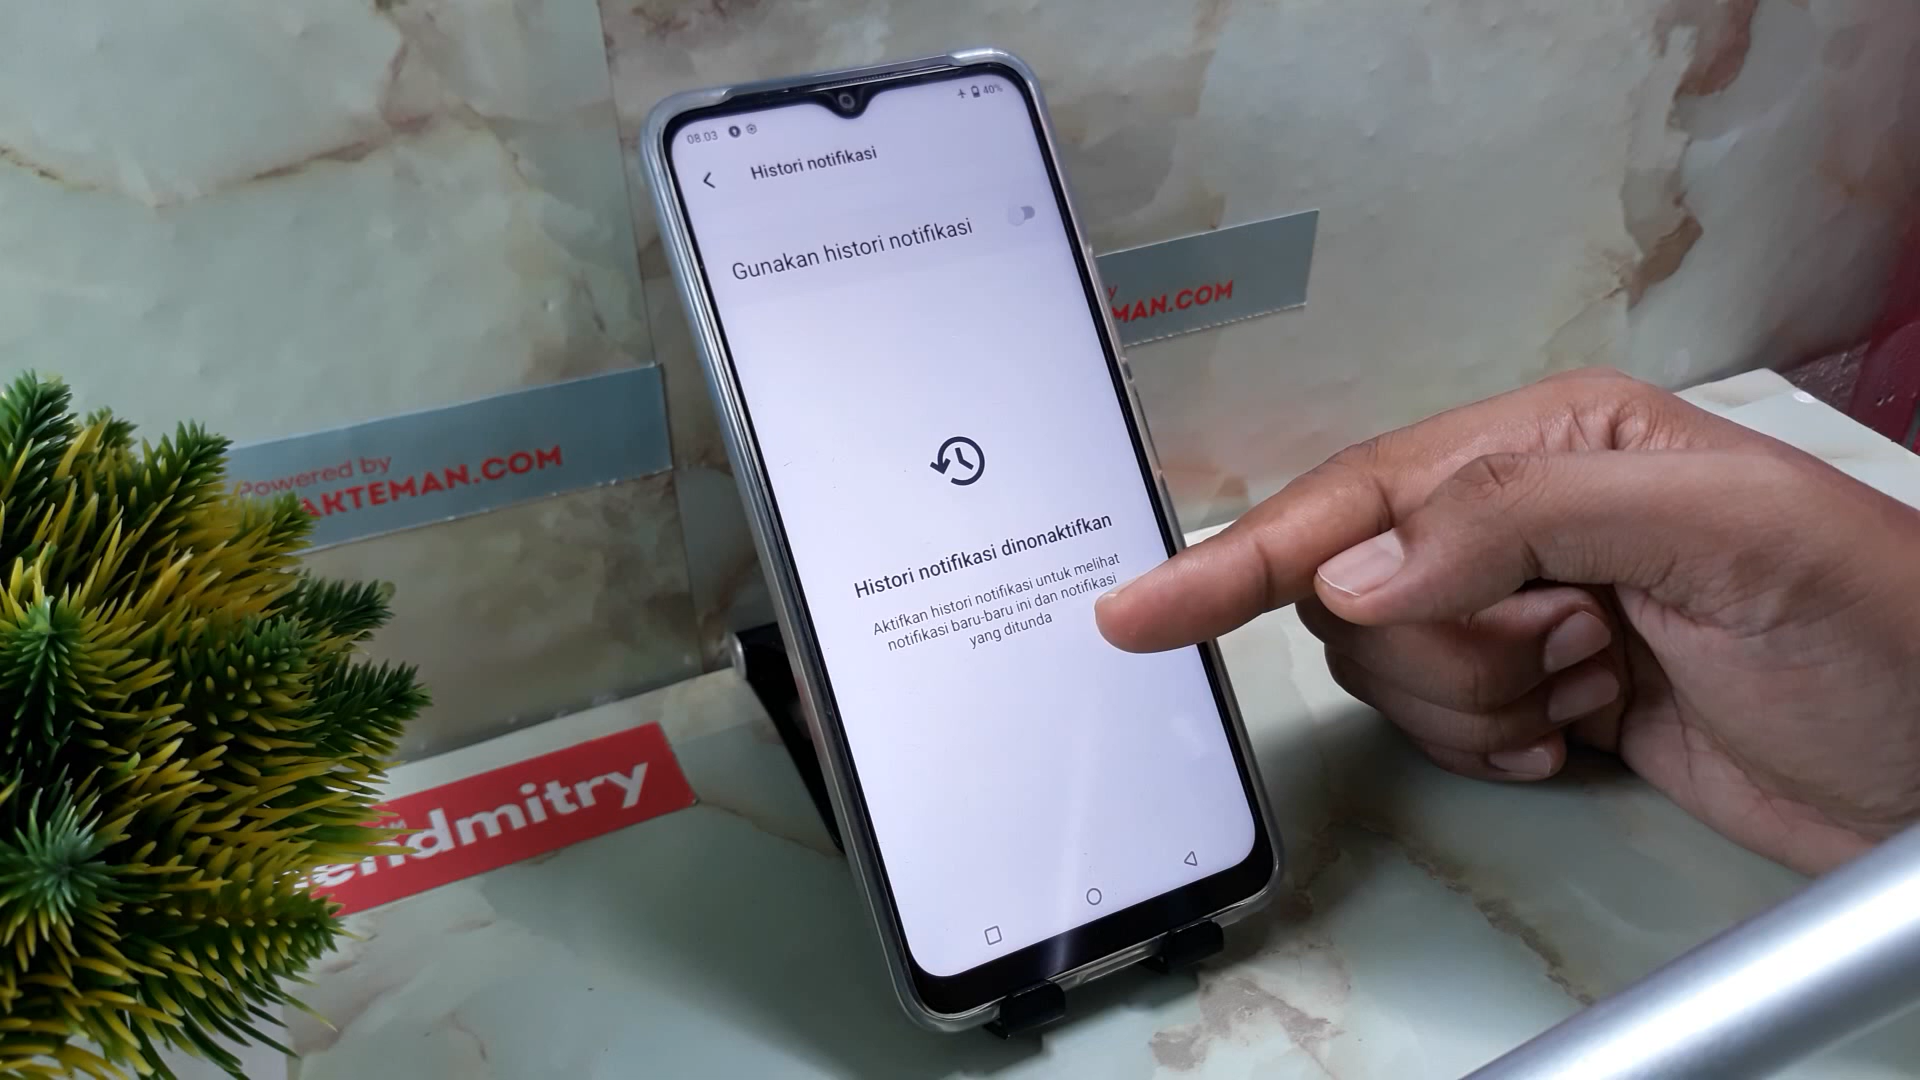 08.03
40%
Histori notifikasi
Gunakan histori notifikasi
Histori notifikasi dinonaktifkan
Aktifkan histori notifikasi untuk melihat
notifikasi baru-baru ini dan notifikasi
yang ditunda
Powered by
AKTEMAN.COM
MAN.COM
endmitry